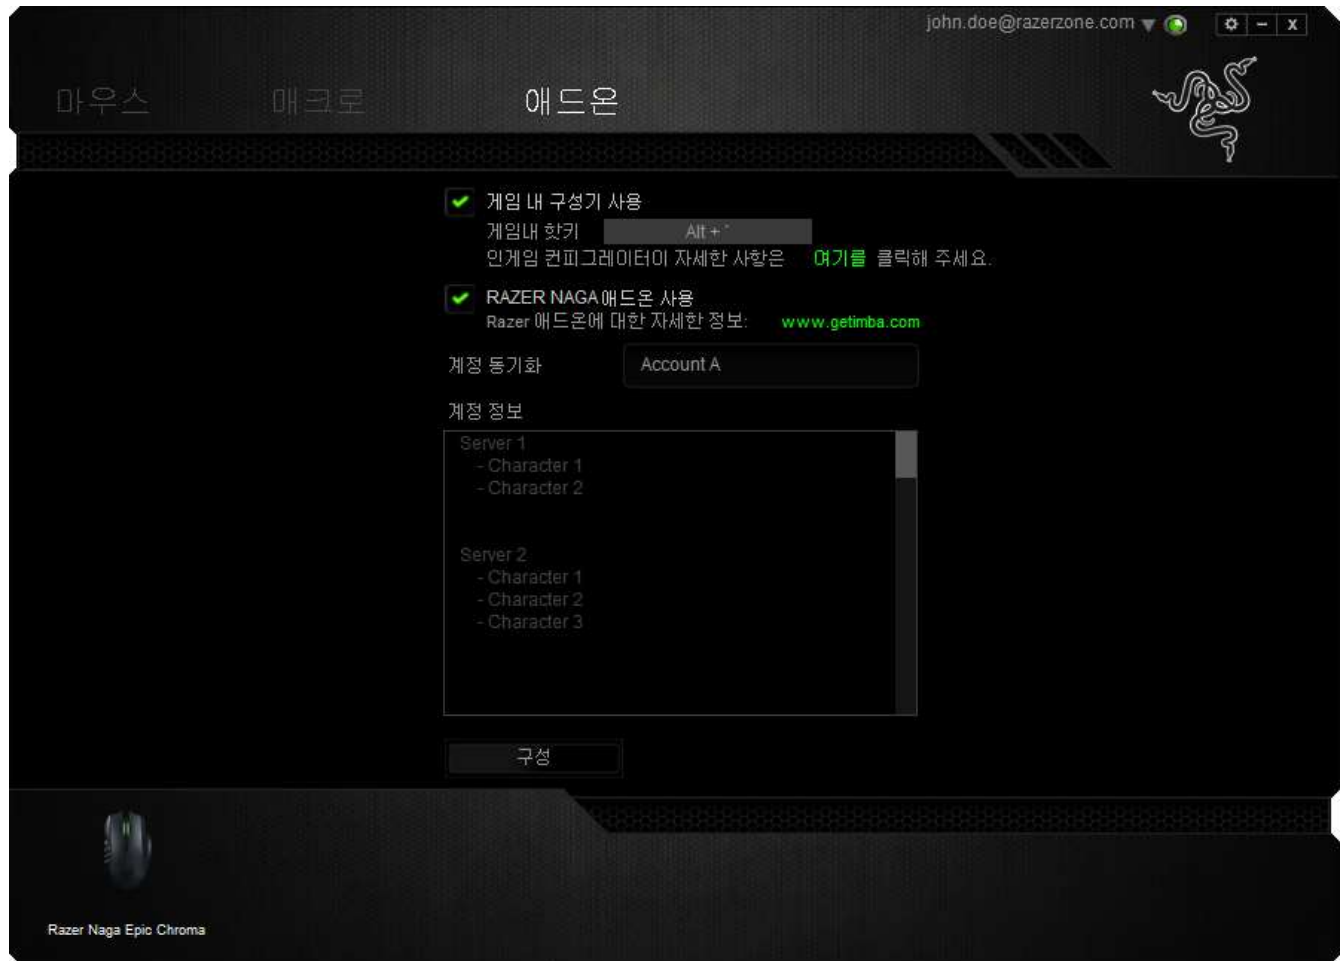 john.doe@razerzone.com
마우스 매크로 애드온
게임 내 구성기 사용
게임내 핫키 Alt + `
인게임 컨피그레이터이 자세한 사항은 여기를 클릭해 주세요.
RAZER NAGA 애드온 사용
Razer 애드온에 대한 자세한 정보: www.getimba.com
계정 동기화 Account A
계정 정보
Server 1
- Character 1
- Character 2
Server 2
- Character 1
- Character 2
- Character 3
구성
Razer Naga Epic Chroma